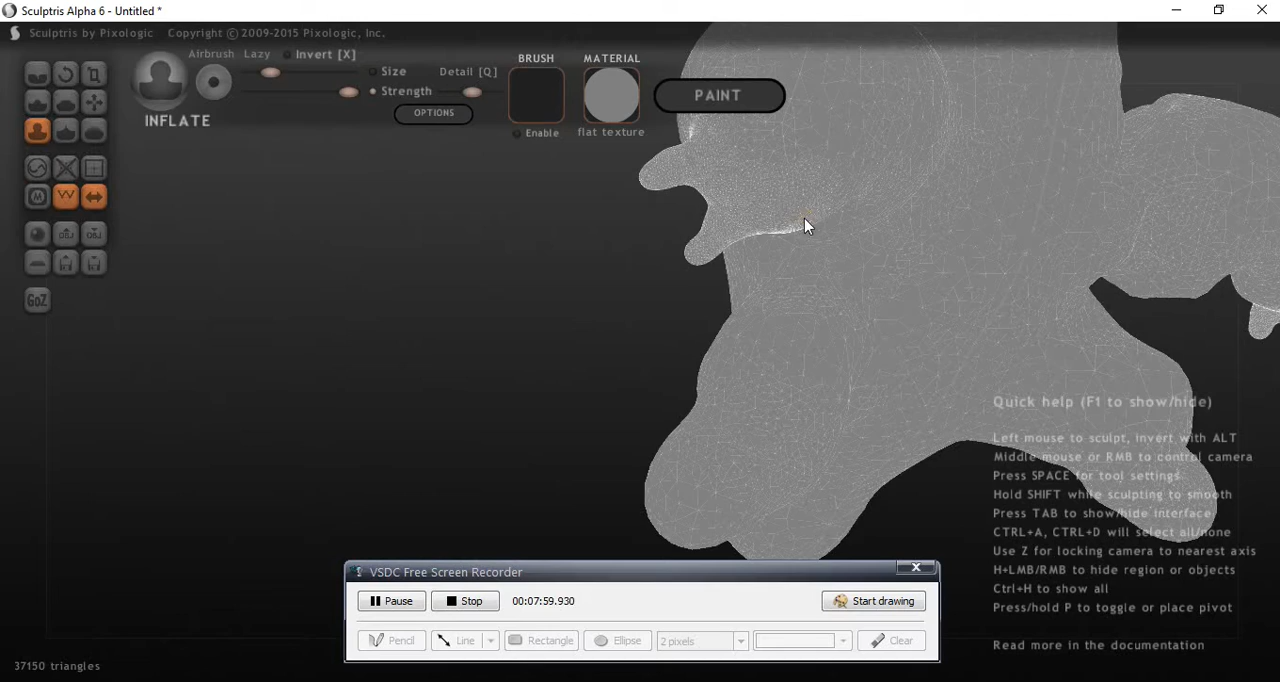 Sculptris Alpha 6 - Untitled *
Sculptris by Pixologic Copyright © 2009-2015 Pixologic, Inc.
Airbrush Lazy Invert [X]
Size Detail [Q]
Strength
INFLATE
OPTIONS
BRUSH
Enable
MATERIAL
flat texture
PAINT
GoZ
Quick help (F1 to show/hide)
Left mouse to sculpt, invert with ALT
Middle mouse or RMB to control camera
Press SPACE for tool settings
Hold SHIFT while sculpting to smooth
Press TAB to show/hide interface
CTRL+A, CTRL+D will select all/none
Use Z for locking camera to nearest axis
H+LMB/RMB to hide region or objects
Ctrl+H to show all
Press/hold P to toggle or place pivot
Read more in the documentation
VSDC Free Screen Recorder
Pause Stop 00:07:59.930 Start drawing
Pencil Line Rectangle Ellipse 2 pixels Clear
37150 triangles